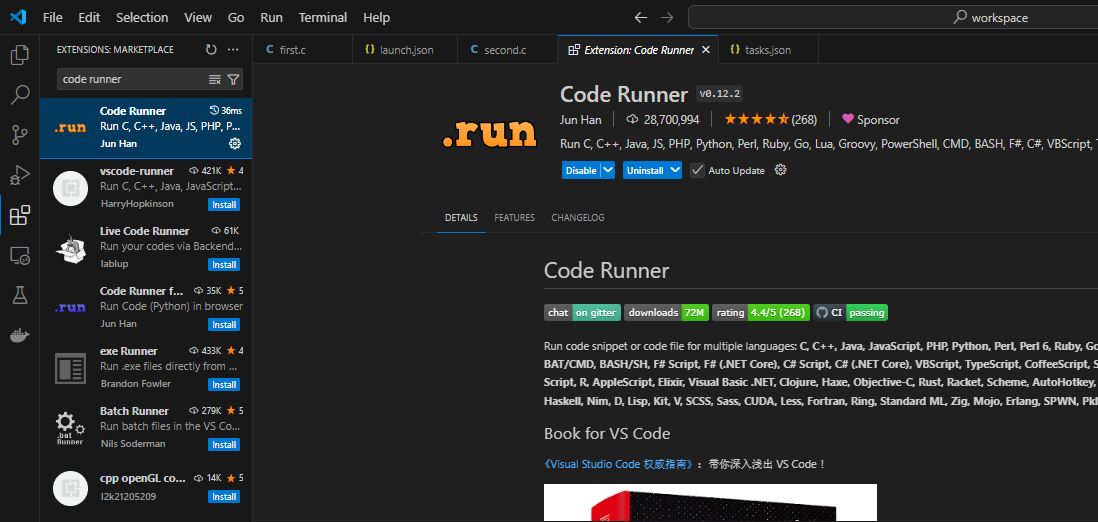 File Edit Selection View Go Run Terminal Help
workspace
EXTENSIONS: MARKETPLACE
first.c
launch.json
second.c
Extension: Code Runner
tasks.json
code runner
Code Runner 36ms
Run C, C++, Java, JS, PHP, P...
Jun Han
vscode-runner 421K 4
Run C, C++, Java, JavaScript...
HarryHopkinson Install
Live Code Runner 61K
Run your codes via Backend...
lablup Install
Code Runner f... 35K 5
Run Code (Python) in browser
Jun Han Install
exe Runner 433K 4
Run .exe files directly from ...
Brandon Fowler Install
Batch Runner 279K 5
Run batch files in the VS Co...
Nils Soderman Install
cpp openGL co... 14K 5
l2k21205209 Install
.run
Code Runner v0.12.2
Jun Han 28,700,994 (268) Sponsor
Run C, C++, Java, JS, PHP, Python, Perl, Ruby, Go, Lua, Groovy, PowerShell, CMD, BASH, F#, C#, VBScript,
Disable Uninstall Auto Update
DETAILS FEATURES CHANGELOG
Code Runner
chat on gitter downloads 72M rating 4.4/5 (268) CI passing
Run code snippet or code file for multiple languages: C, C++, Java, JavaScript, PHP, Python, Perl, Perl 6, Ruby, Go
BAT/CMD, BASH/SH, F# Script, F# (.NET Core), C# Script, C# (.NET Core), VBScript, TypeScript, CoffeeScript,
Script, R, AppleScript, Elixir, Visual Basic .NET, Clojure, Haxe, Objective-C, Rust, Racket, Scheme, AutoHotkey,
Haskell, Nim, D, Lisp, Kit, V, SCSS, Sass, CUDA, Less, Fortran, Ring, Standard ML, Zig, Mojo, Erlang, SPWN, Pkl
Book for VS Code
《Visual Studio Code 权威指南》：带你深入浅出 VS Code！